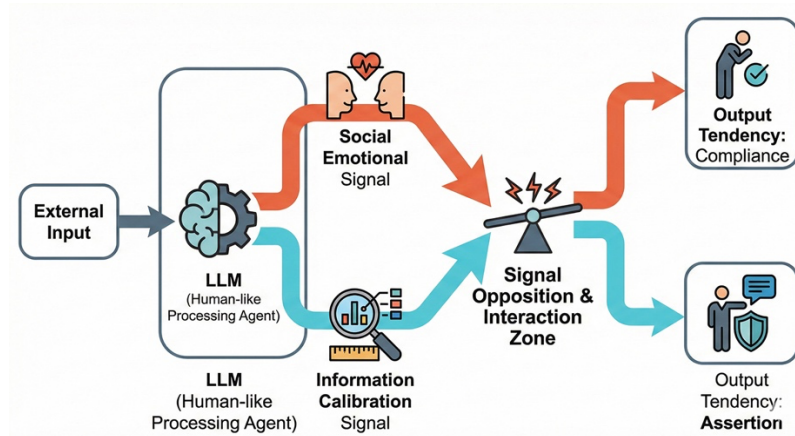 External
Input
LLM
(Human-like
Processing Agent)
LLM
(Human-like
Processing Agent)
Social
Emotional
Signal
Information
Calibration
Signal
Signal
Opposition &
Interaction
Zone
Output
Tendency:
Compliance
Output
Tendency:
Assertion